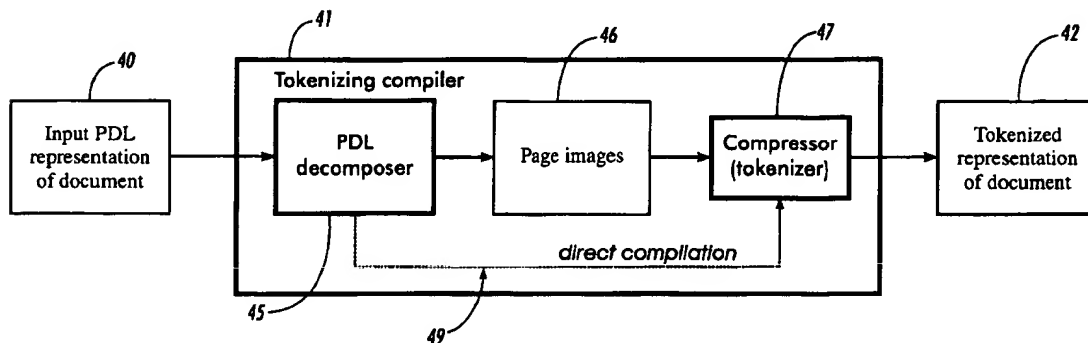 41
46
47
42
40
Tokenizing compiler
Input PDL
representation
of document
PDL
decomposer
Page images
Compressor
(tokenizer)
Tokenized
representation
of document
direct compilation
45
49